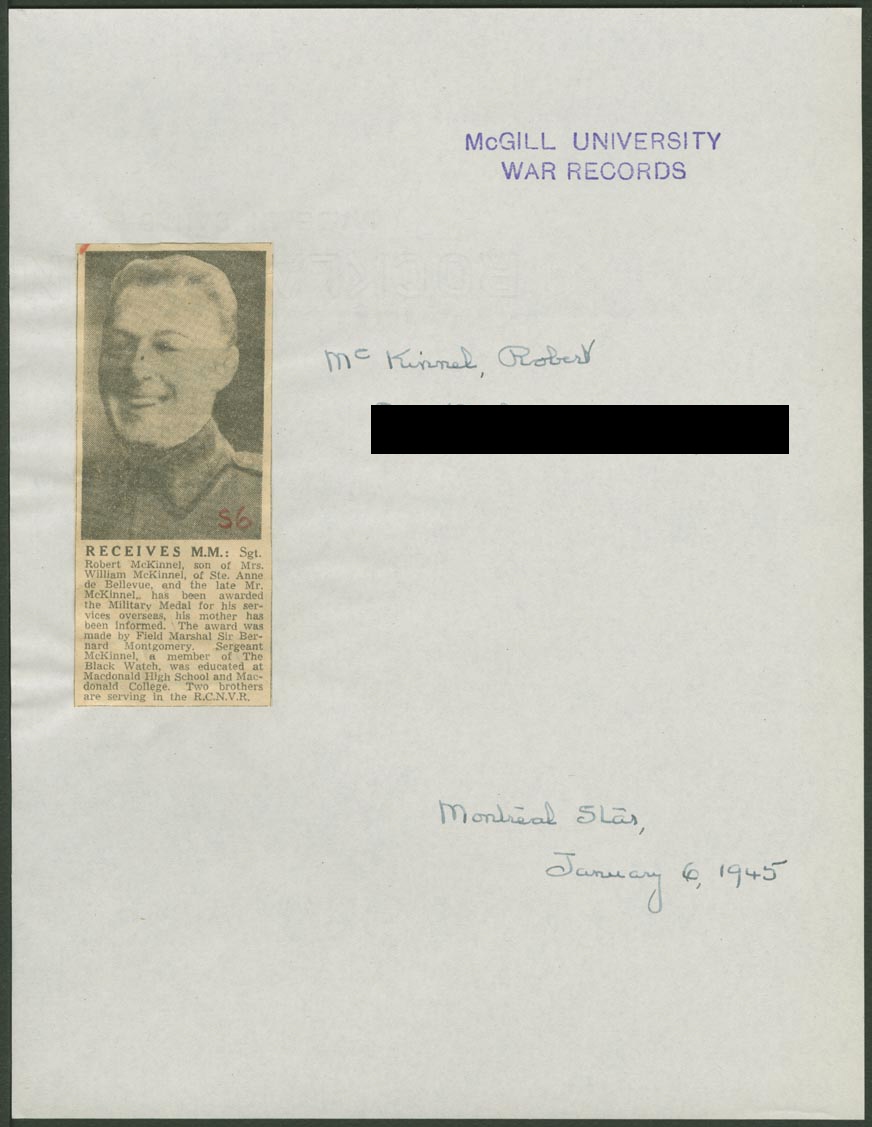 McGILL UNIVERSITY
WAR RECORDS
McKinnel, Robert
S6
RECEIVES M.M.: Sgt.
Robert McKinnel, son of Mrs.
William McKinnel, of Ste. Anne
de Bellevue, and the late Mr.
McKinnel, has been awarded
the Military Medal for his ser-
vices overseas, his mother has
been informed. The award was
made by Field Marshal Sir Ber-
nard Montgomery. Sergeant
McKinnel, a member of The
Black Watch, was educated at
Macdonald High School and Mac-
donald College. Two brothers
are serving in the R.C.N.V.R.
Montreal Star,
January 6, 1945